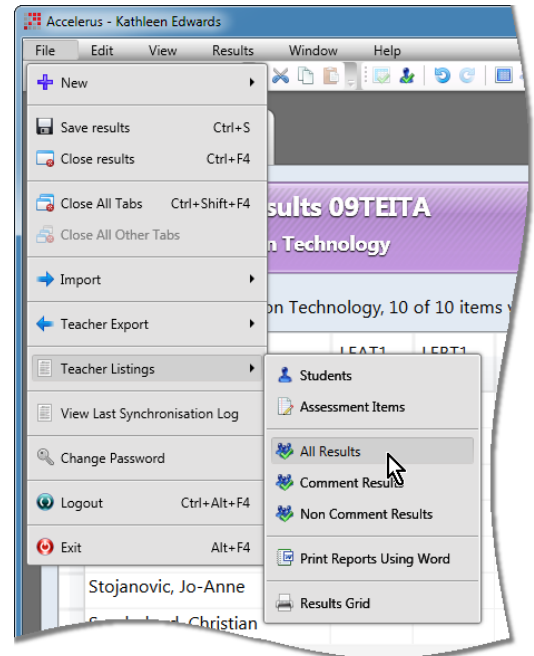 Accelerus - Kathleen Edwards
File Edit View Results Window Help
New
Save results Ctrl+S
Close results Ctrl+F4
Close All Tabs Ctrl+Shift+F4
sults 09TEITA
Close All Other Tabs
n Technology
Import
on Technology, 10 of 10 items
Teacher Export
LEAT1 LEPT1
Teacher Listings
Students
Assessment Items
View Last Synchronisation Log
All Results
Change Password
Comment Results
Logout Ctrl+Alt+F4
Non Comment Results
Exit Alt+F4
Print Reports Using Word
Stojanovic, Jo-Anne
Results Grid
Christian